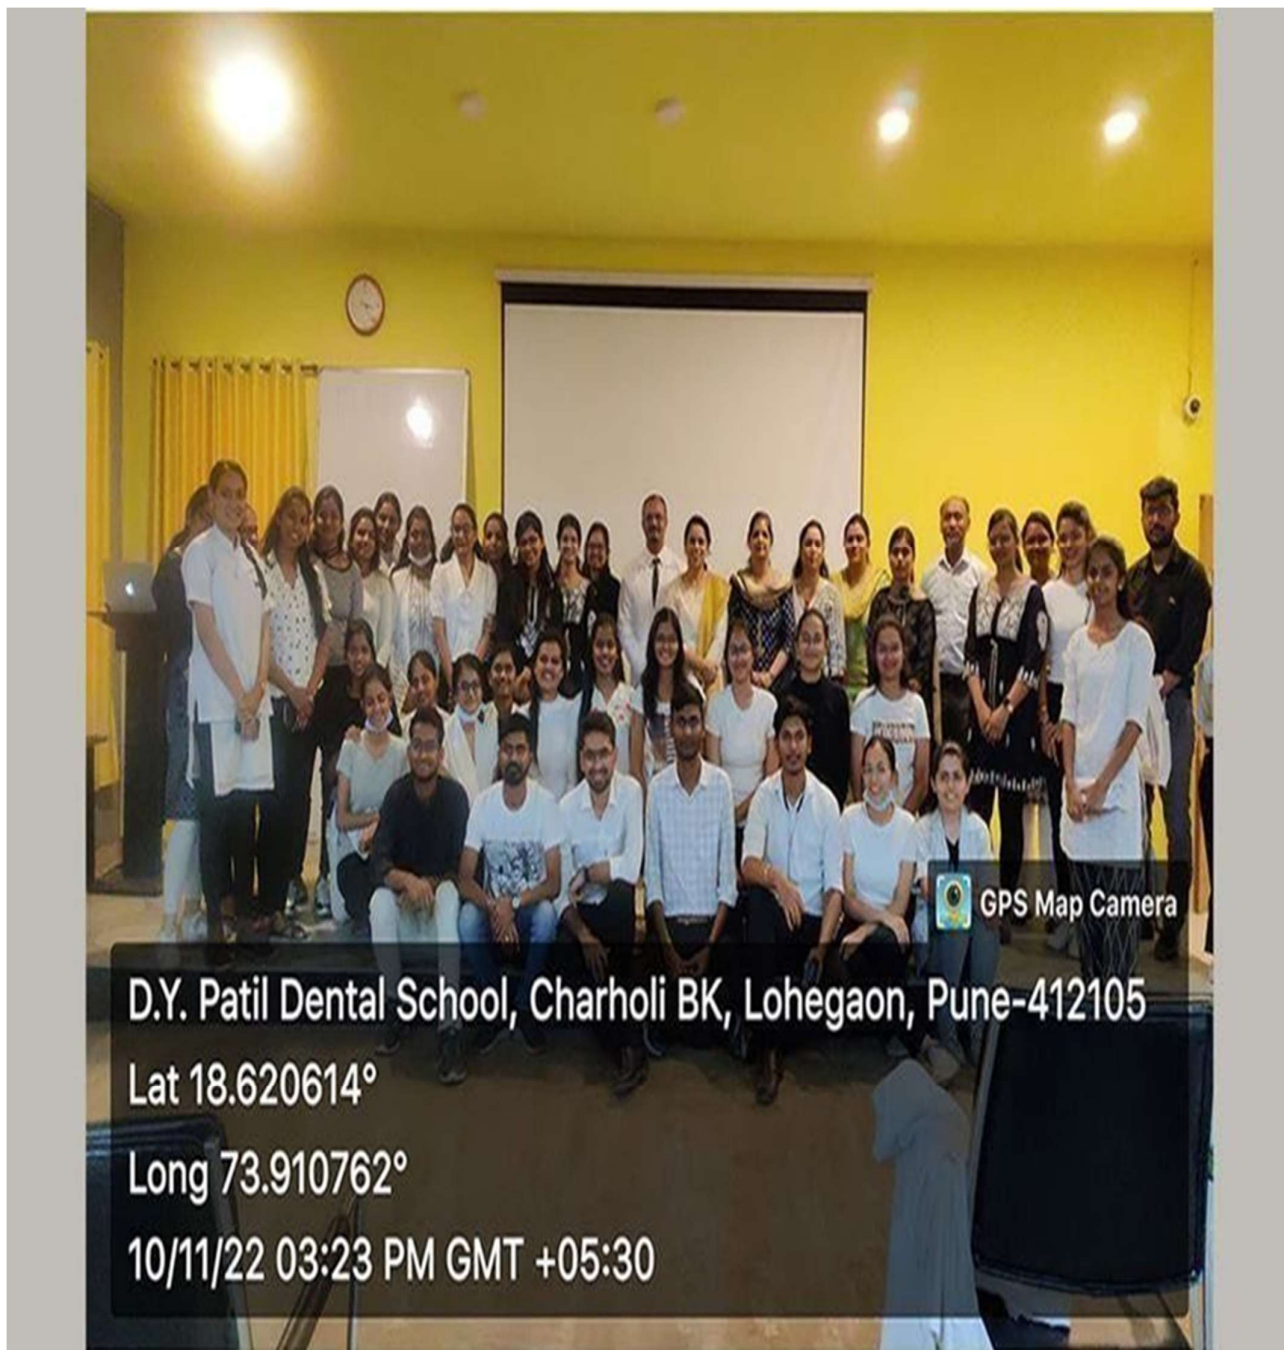 GPS Map Camera
D.Y. Patil Dental School, Charholi BK, Lohegaon, Pune-412105
Lat 18.620614°
Long 73.910762°
10/11/22 03:23 PM GMT +05:30